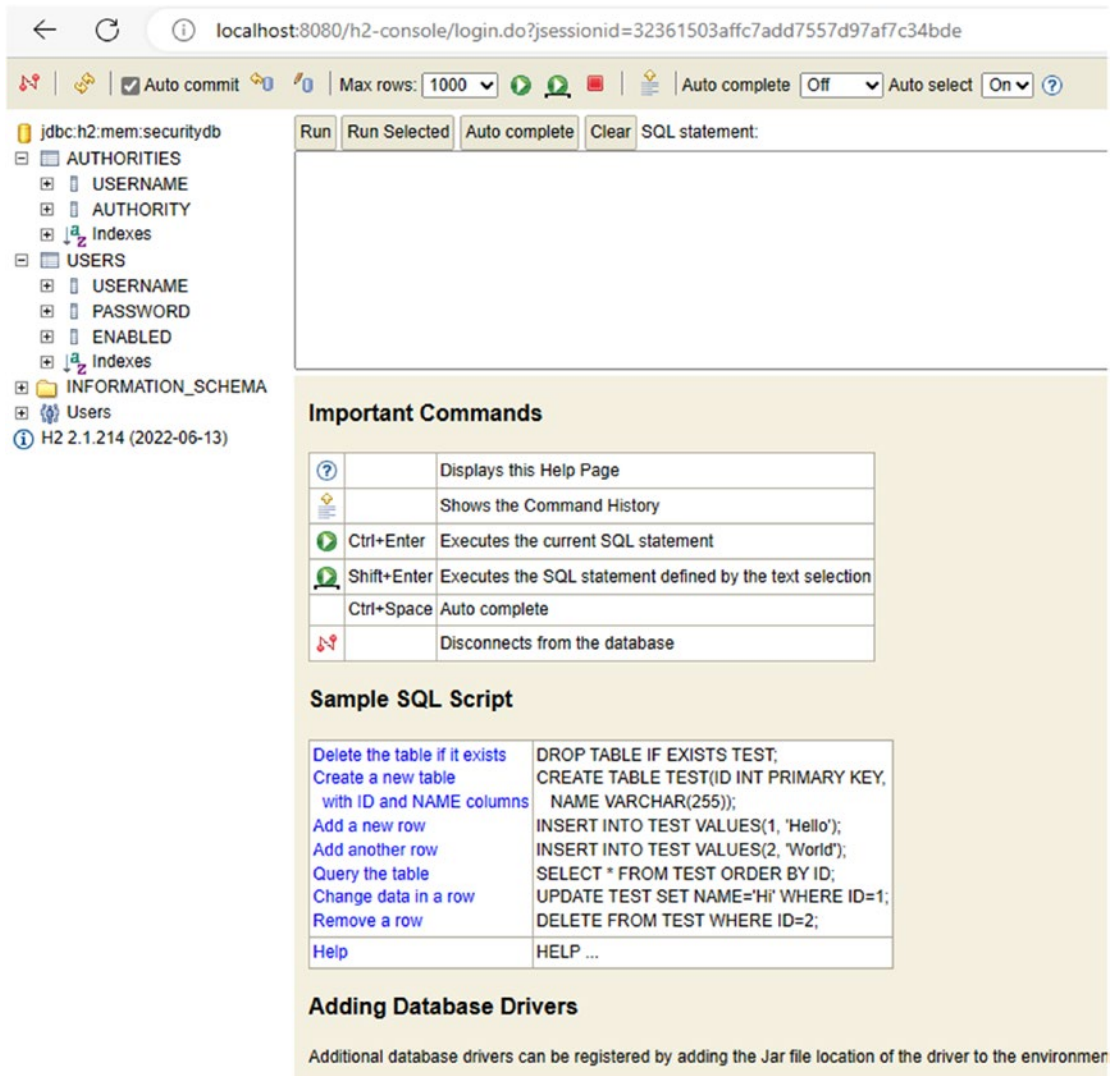 localhost:8080/h2-console/login.do?jsessionid=32361503affc7add7557d97af7c34bde
Auto commit Max rows: 1000 Auto complete Off Auto select On
jdbc:h2:mem:securitydb
AUTHORITIES
USERNAME
AUTHORITY
Indexes
USERS
USERNAME
PASSWORD
ENABLED
Indexes
INFORMATION_SCHEMA
Users
H2 2.1.214 (2022-06-13)
Run Run Selected Auto complete Clear SQL statement:
Important Commands
Displays this Help Page
Shows the Command History
Ctrl+Enter Executes the current SQL statement
Shift+Enter Executes the SQL statement defined by the text selection
Ctrl+Space Auto complete
Disconnects from the database
Sample SQL Script
Delete the table if it exists DROP TABLE IF EXISTS TEST;
Create a new table CREATE TABLE TEST(ID INT PRIMARY KEY,
with ID and NAME columns NAME VARCHAR(255));
Add a new row INSERT INTO TEST VALUES(1, 'Hello');
Add another row INSERT INTO TEST VALUES(2, 'World');
Query the table SELECT * FROM TEST ORDER BY ID;
Change data in a row UPDATE TEST SET NAME='Hi' WHERE ID=1;
Remove a row DELETE FROM TEST WHERE ID=2;
Help HELP ...
Adding Database Drivers
Additional database drivers can be registered by adding the Jar file location of the driver to the environmen